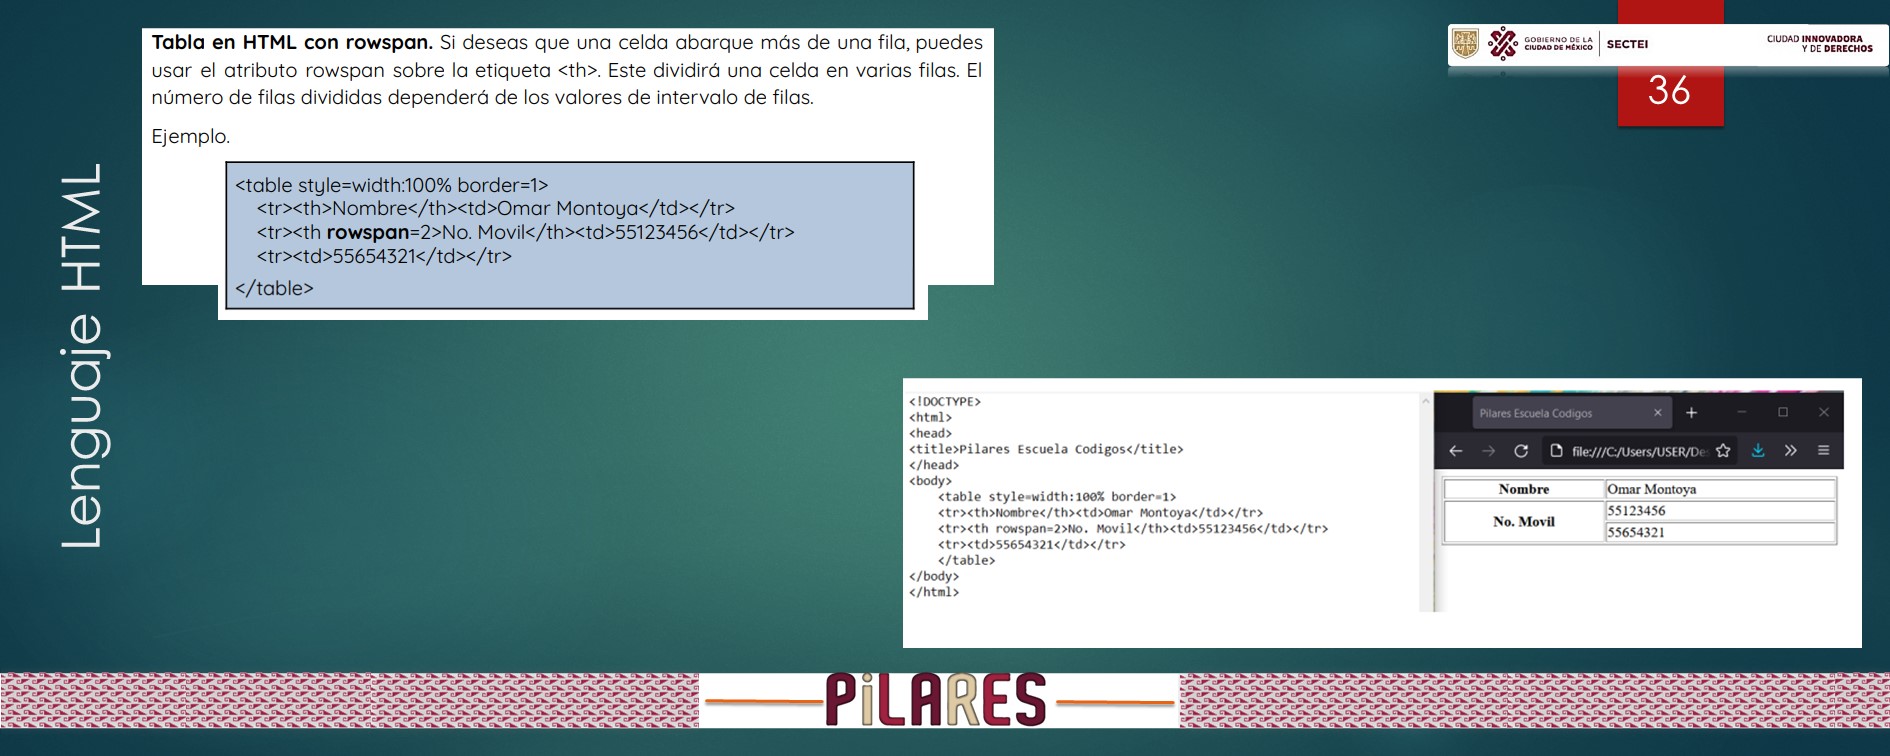 Tabla en HTML con rowspan. Si deseas que una celda abarque más de una fila, puedes
usar el atributo rowspan sobre la etiqueta <th>. Este dividirá una celda en varias filas. El
número de filas divididas dependerá de los valores de intervalo de filas.
Ejemplo.
<table style=width:100% border=1>
<tr><th>Nombre</th><td>Omar Montoya</td></tr>
<tr><th rowspan=2>No. Movil</th><td>55123456</td></tr>
<tr><td>55654321</td></tr>
</table>
GOBIERNO DE LA
CIUDAD DE MÉXICO
SECTEI
CIUDAD INNOVADORA
Y DE DERECHOS
36
Lenguaje HTML
<!DOCTYPE>
<html>
<head>
<title>Pilares Escuela Codigos</title>
</head>
<body>
<table style=width:100% border=1>
<tr><th>Nombre</th><td>Omar Montoya</td></tr>
<tr><th rowspan=2>No. Movil</th><td>55123456</td></tr>
<tr><td>55654321</td></tr>
</table>
</body>
</html>
Pilares Escuela Codigos
file:///C:/Users/USER/De
Nombre Omar Montoya
No. Movil 55123456
55654321
PiLARES